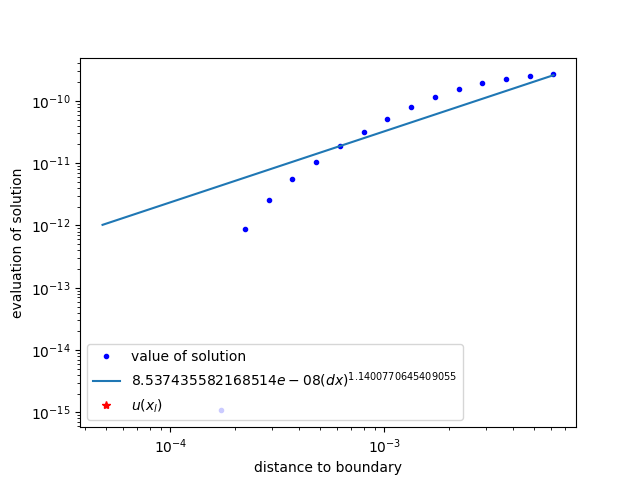 10⁻¹⁰
10⁻¹¹
10⁻¹²
10⁻¹³
10⁻¹⁴
10⁻¹⁵
evaluation of solution
value of solution
8.537435582168514e − 08(dx)^1.1400770645409055
u(x_l)
10⁻⁴
10⁻³
distance to boundary